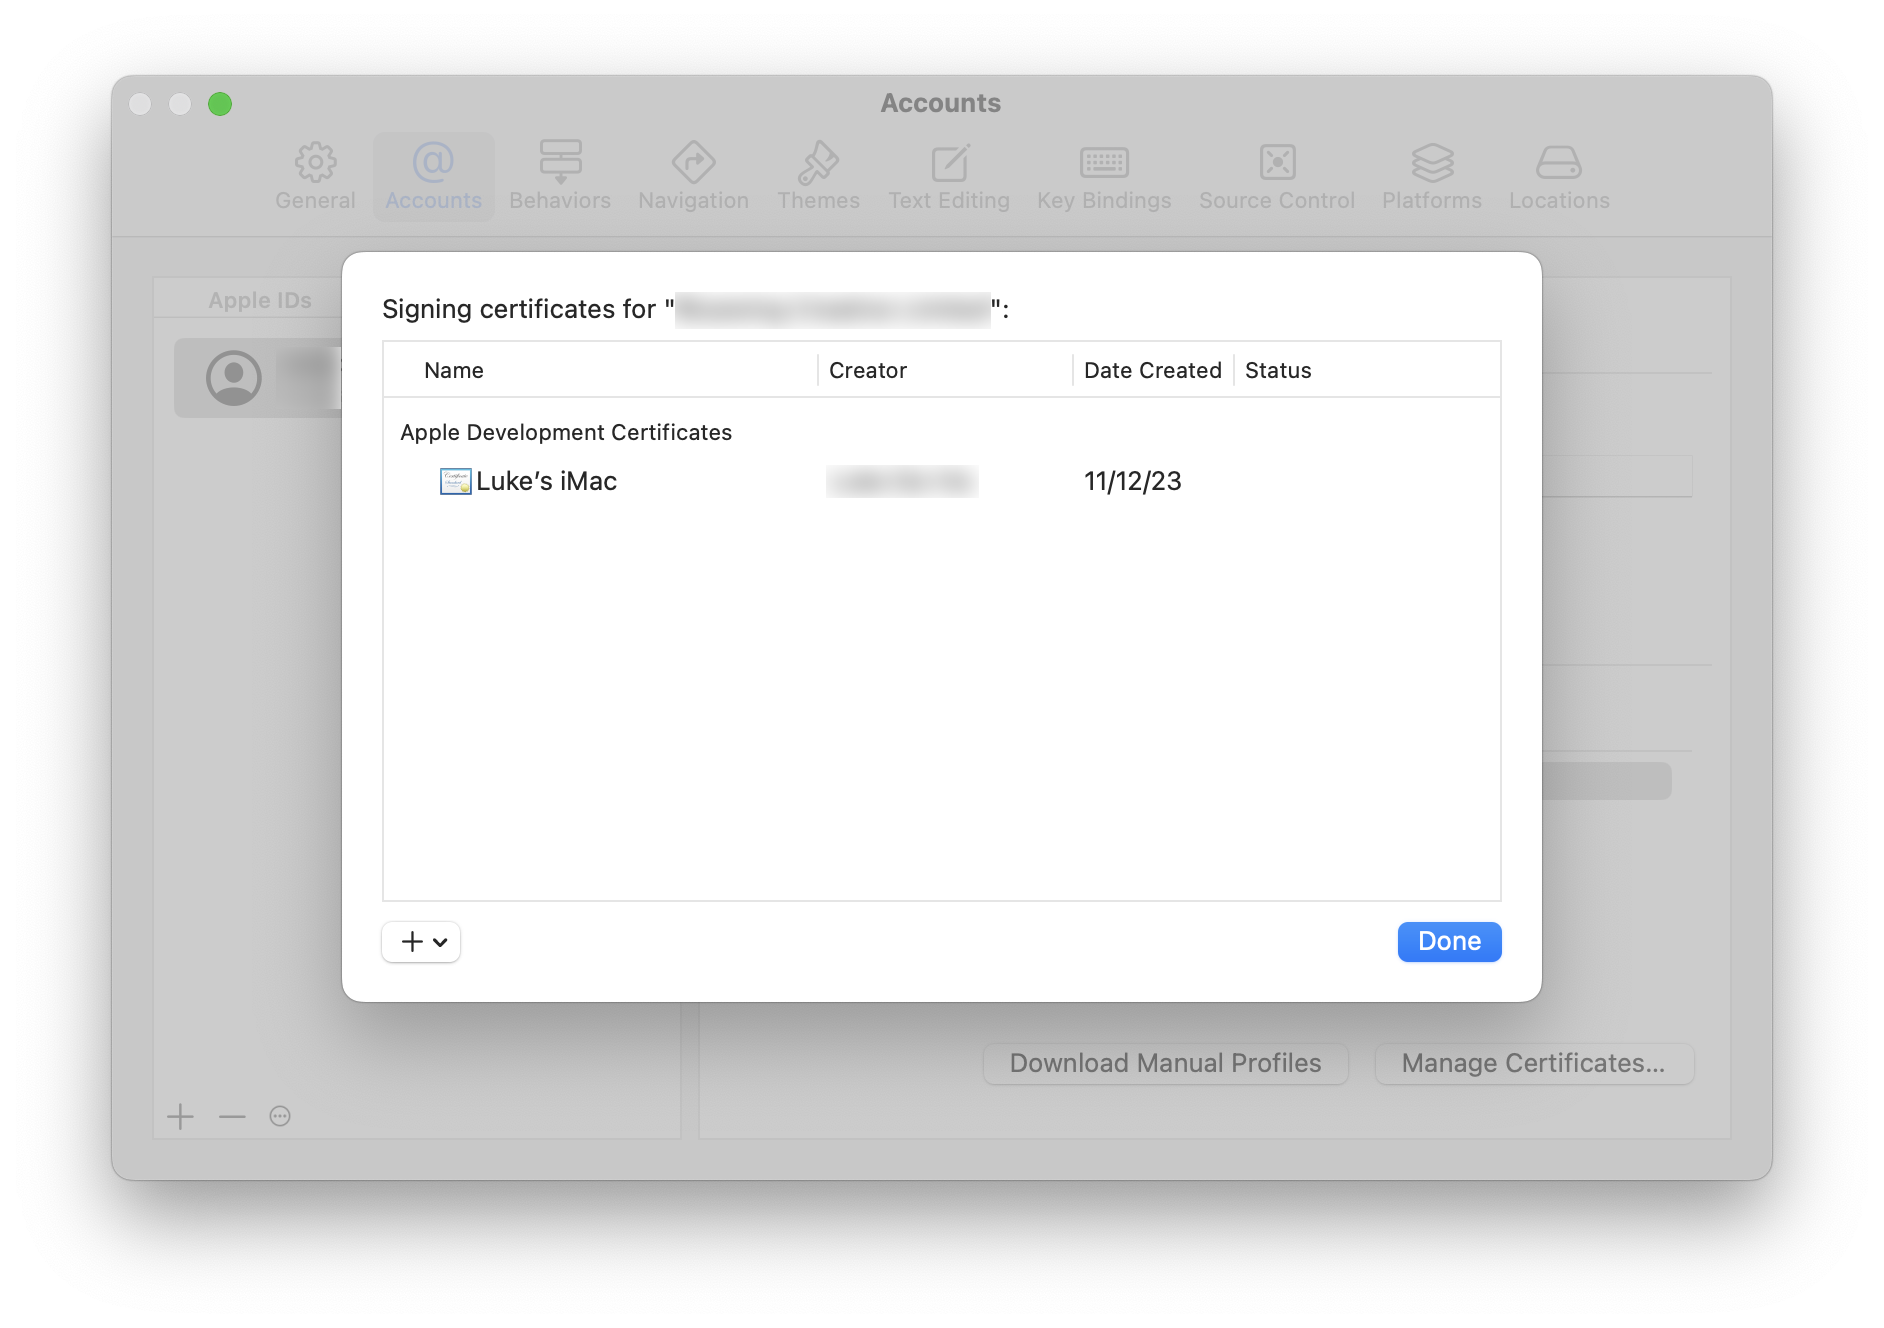 Accounts
General Accounts Behaviors Navigation Themes Text Editing Key Bindings Source Control Platforms Locations
Apple IDs
Signing certificates for "":
Name Creator Date Created Status
Apple Development Certificates
Luke’s iMac 11/12/23
Done
Download Manual Profiles Manage Certificates...